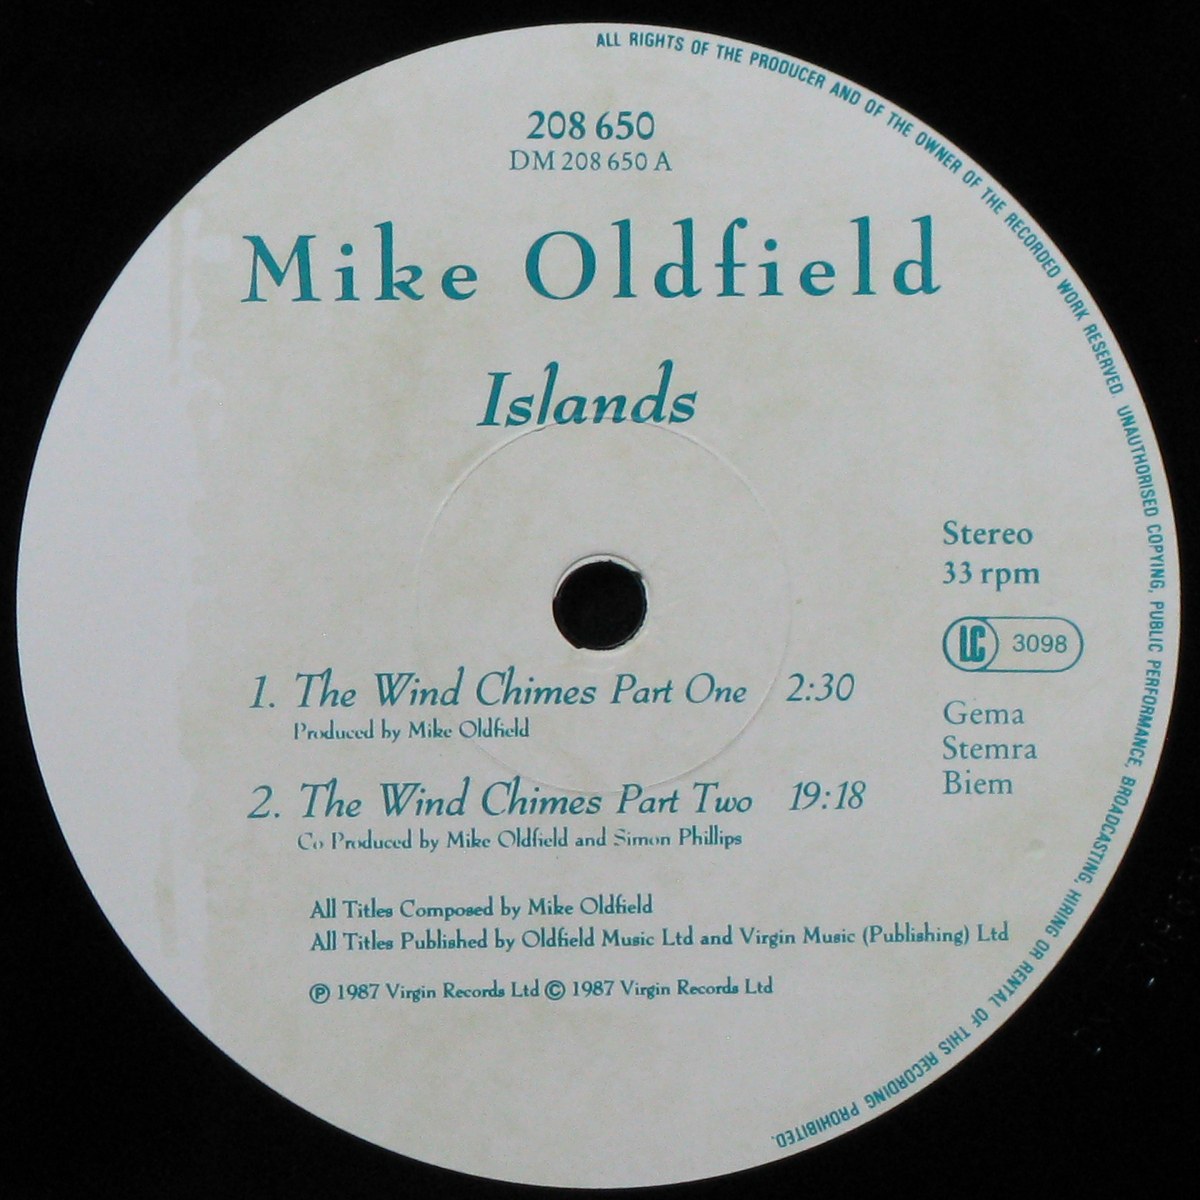 ALL RIGHTS OF THE PRODUCER AND OF THE OWNER OF THE RECORDED WORK RESERVED. UNAUTHORISED COPYING, PUBLIC PERFORMANCE, BROADCASTING, HIRING OR RENTAL OF THIS RECORDING PROHIBITED.
208 650
DM 208 650 A
Mike Oldfield
Islands
Stereo
33 rpm
LC 3098
Gema
Stemra
Biem
1. The Wind Chimes Part One 2:30
Produced by Mike Oldfield
2. The Wind Chimes Part Two 19:18
Co Produced by Mike Oldfield and Simon Phillips
All Titles Composed by Mike Oldfield
All Titles Published by Oldfield Music Ltd and Virgin Music (Publishing) Ltd
℗ 1987 Virgin Records Ltd © 1987 Virgin Records Ltd